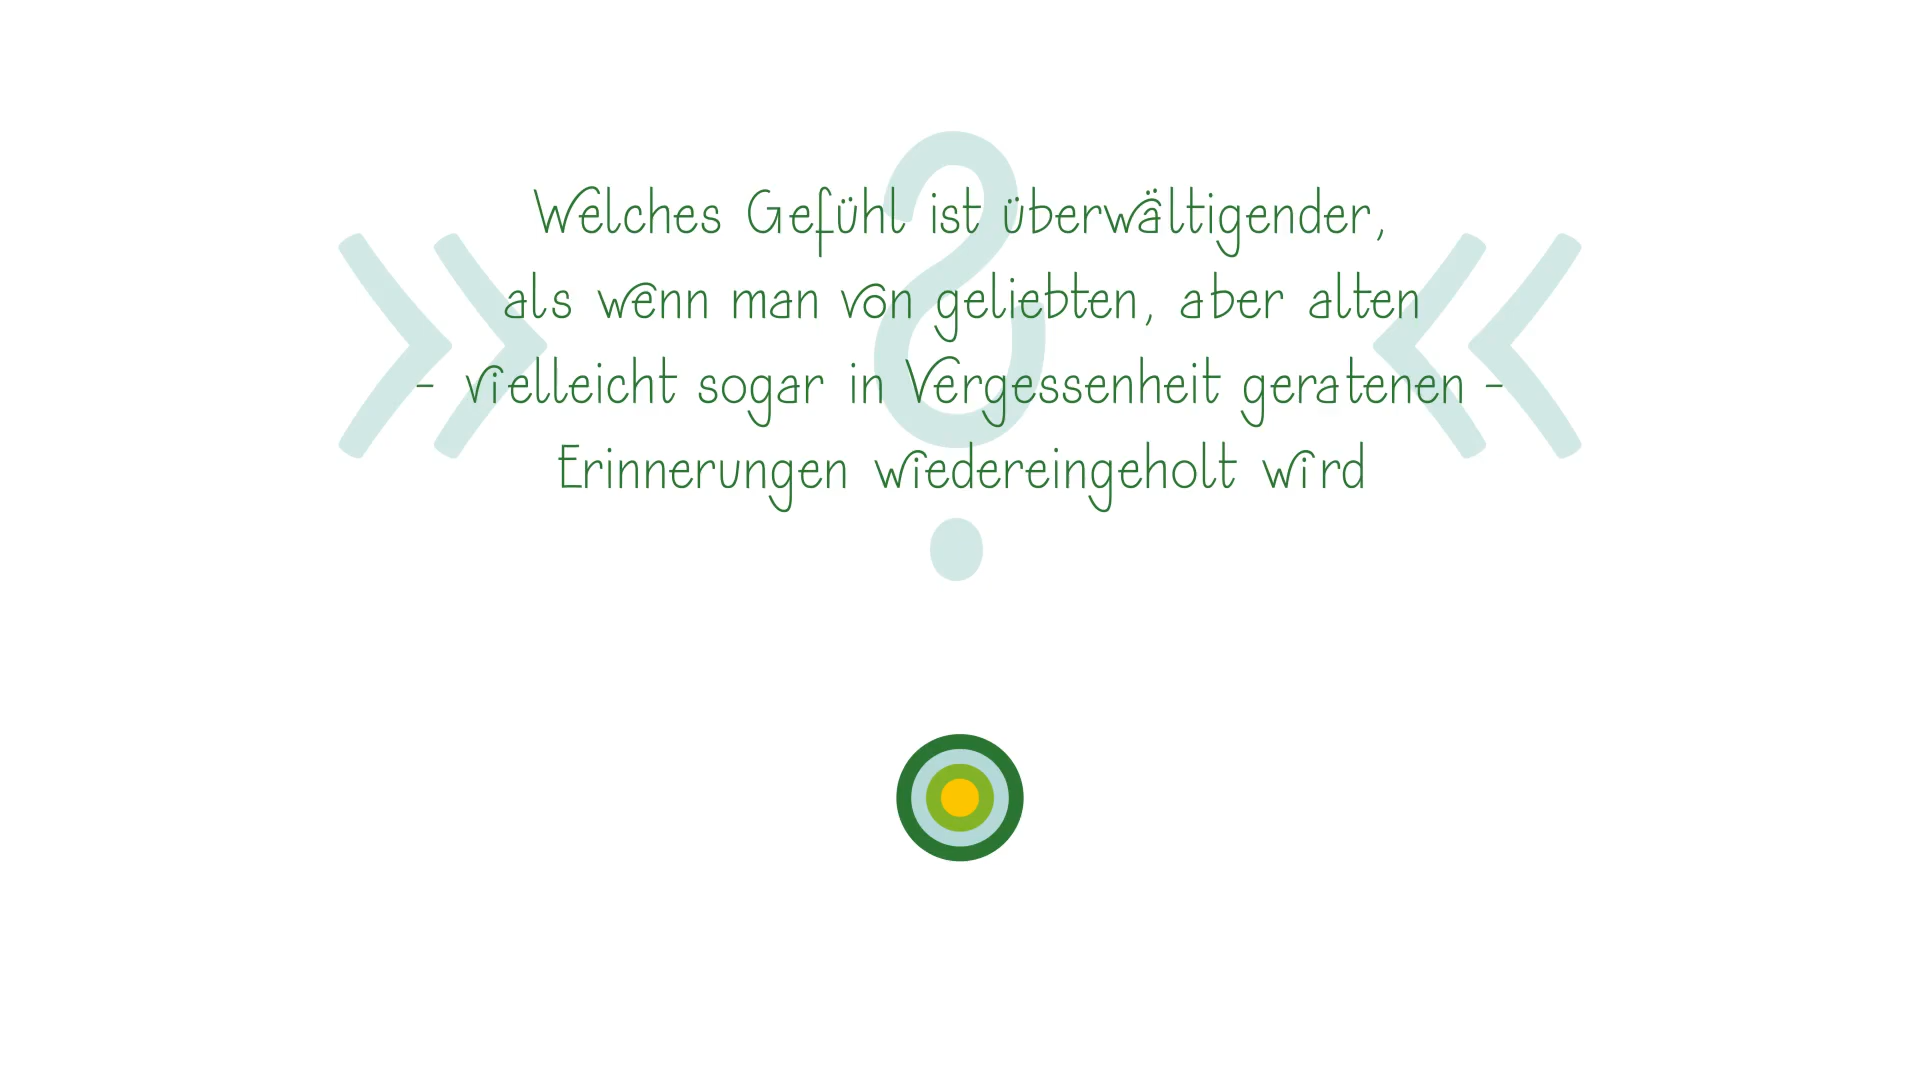 Welches Gefühl ist überwältigender,
als wenn man von geliebten, aber alten
- vielleicht sogar in Vergessenheit geratenen -
Erinnerungen wiedereingeholt wird
» ? «